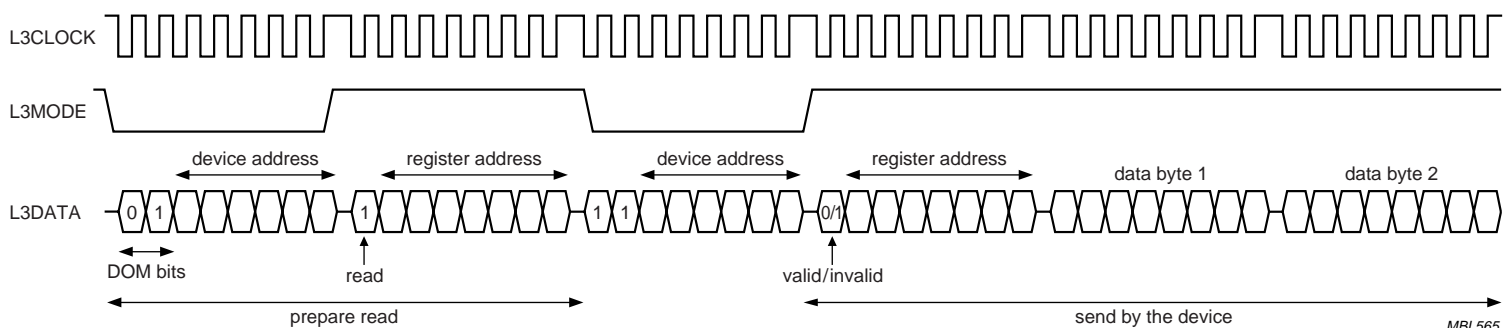 L3CLOCK
L3MODE
device address register address device address register address data byte 1 data byte 2
L3DATA 0 1 1 1 1 0/1
DOM bits read valid/invalid
prepare read send by the device
MBL565